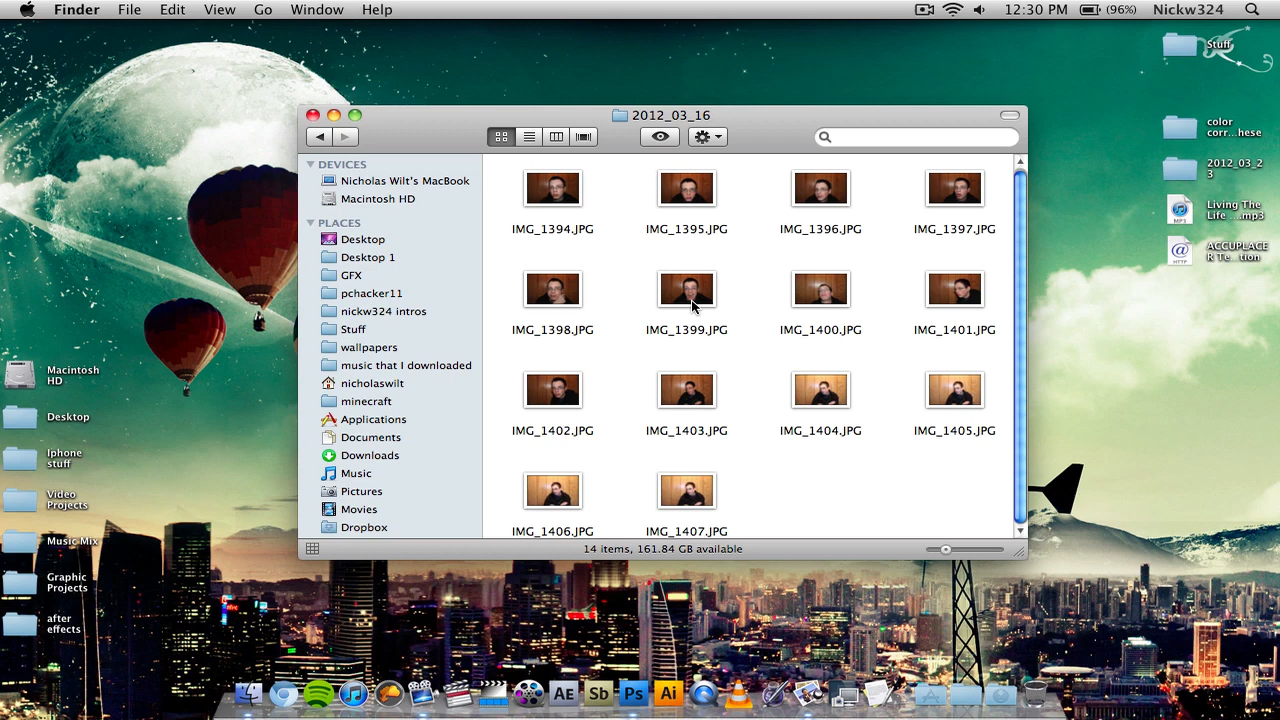 Finder File Edit View Go Window Help 12:30 PM (96%) Nickw324
2012_03_16
DEVICES
Nicholas Wilt's MacBook
Macintosh HD
PLACES
Desktop
Desktop 1
GFX
pchacker11
nickw324 intros
Stuff
wallpapers
music that I downloaded
nicholaswilt
minecraft
Applications
Documents
Downloads
Music
Pictures
Movies
Dropbox
IMG_1394.JPG IMG_1395.JPG IMG_1396.JPG IMG_1397.JPG
IMG_1398.JPG IMG_1399.JPG IMG_1400.JPG IMG_1401.JPG
IMG_1402.JPG IMG_1403.JPG IMG_1404.JPG IMG_1405.JPG
IMG_1406.JPG IMG_1407.JPG
14 items, 161.84 GB available
Stuff
color
corr...hese
2012_03_2
3
Living The
Life ....mp3
MP3
ACCUPLACE
R Te...tion
HTTP
Macintosh
HD
Desktop
Iphone
stuff
Video
Projects
Music Mix
Graphic
Projects
after
effects
AE Sb Ps Ai